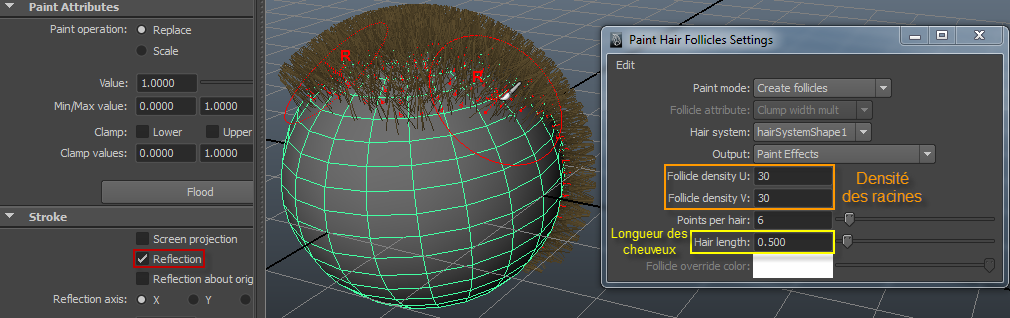 Paint Attributes
Paint operation: Replace
Scale
Value: 1.0000
Min/Max value: 0.0000 1.0000
Clamp: Lower Upper
Clamp values: 0.0000 1.0000
Flood
Stroke
Screen projection
Reflection
Reflection about orig
Reflection axis: X Y
R
R
Paint Hair Follicles Settings
Edit
Paint mode: Create follicles
Follicle attribute: Clump width mult
Hair system: hairSystemShape1
Output: Paint Effects
Follicle density U: 30
Follicle density V: 30
Densité
des racines
Points per hair: 6
Longueur des
cheuveux
Hair length: 0.500
Follicle override color: